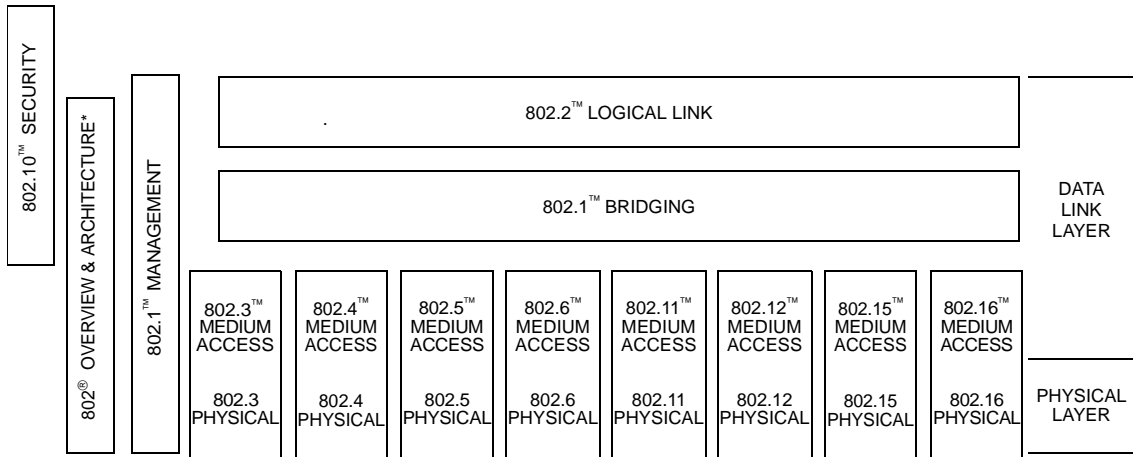 802.10™ SECURITY
802® OVERVIEW & ARCHITECTURE*
802.1™ MANAGEMENT
802.2™ LOGICAL LINK
802.1™ BRIDGING
DATA
LINK
LAYER
802.3™
MEDIUM
ACCESS
802.3
PHYSICAL
802.4™
MEDIUM
ACCESS
802.4
PHYSICAL
802.5™
MEDIUM
ACCESS
802.5
PHYSICAL
802.6™
MEDIUM
ACCESS
802.6
PHYSICAL
802.11™
MEDIUM
ACCESS
802.11
PHYSICAL
802.12™
MEDIUM
ACCESS
802.12
PHYSICAL
802.15™
MEDIUM
ACCESS
802.15
PHYSICAL
802.16™
MEDIUM
ACCESS
802.16
PHYSICAL
PHYSICAL
LAYER